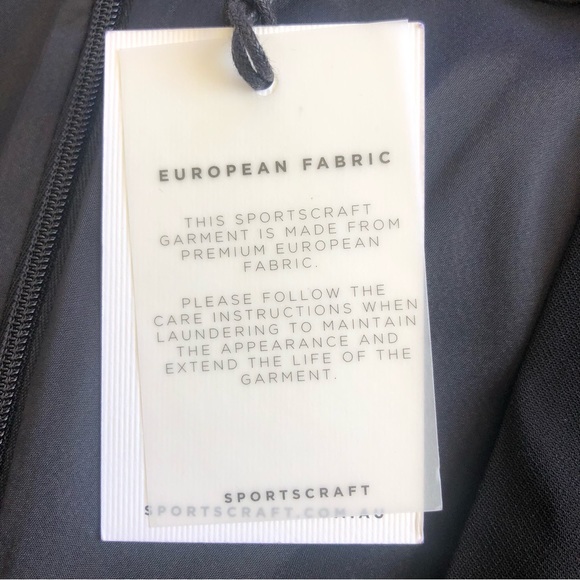 EUROPEAN FABRIC
THIS SPORTSCRAFT
GARMENT IS MADE FROM
PREMIUM EUROPEAN
FABRIC.
PLEASE FOLLOW THE
CARE INSTRUCTIONS WHEN
LAUNDERING TO MAINTAIN
THE APPEARANCE AND
EXTEND THE LIFE OF THE
GARMENT.
SPORTSCRAFT
SPORTSCRAFT.COM.AU